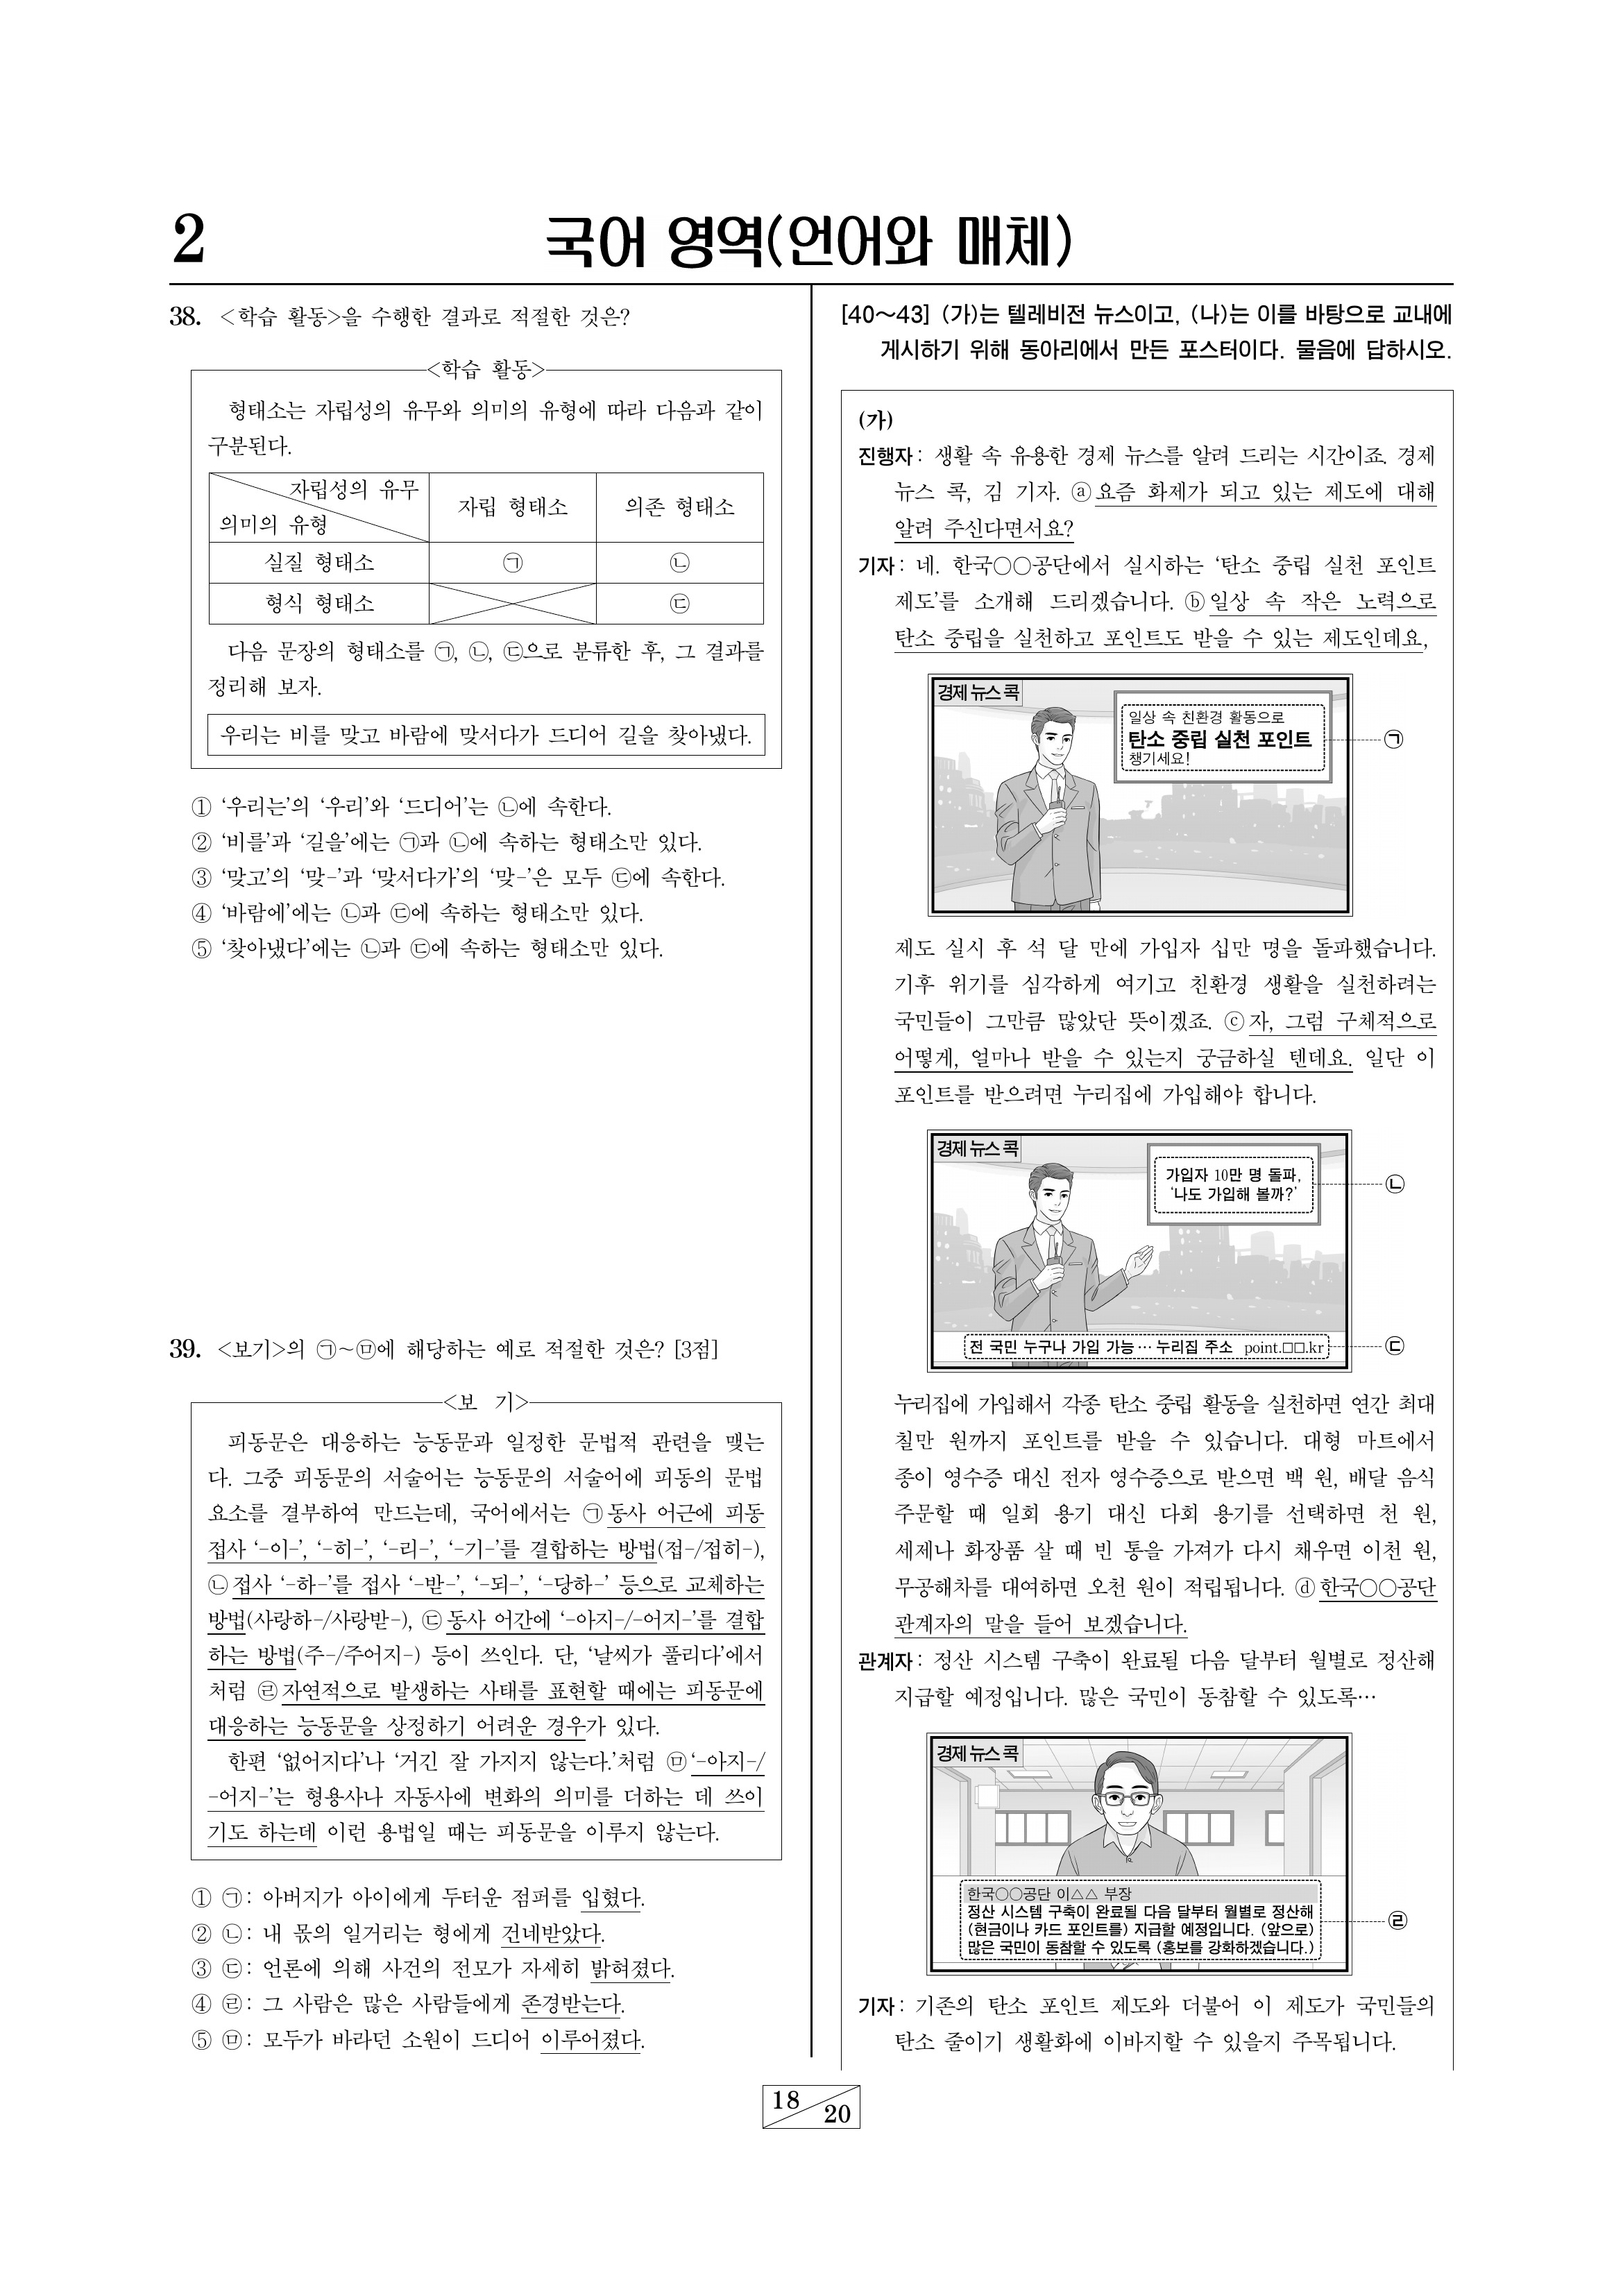 2
국어 영역(언어와 매체)
38. <학습 활동>을 수행한 결과로 적절한 것은?
<학습 활동>
형태소는 자립성의 유무와 의미의 유형에 따라 다음과 같이
구분된다.
자립성의 유무
의미의 유형
자립 형태소
의존 형태소
실질 형태소
㉠
㉡
형식 형태소
㉢
다음 문장의 형태소를 ㉠, ㉡, ㉢으로 분류한 후, 그 결과를
정리해 보자.
우리는 비를 맞고 바람에 맞서다가 드디어 길을 찾아냈다.
① ‘우리는’의 ‘우리’와 ‘드디어’는 ㉡에 속한다.
② ‘비를’과 ‘길을’에는 ㉠과 ㉡에 속하는 형태소만 있다.
③ ‘맞고’의 ‘맞-’과 ‘맞서다가’의 ‘맞-’은 모두 ㉢에 속한다.
④ ‘바람에’에는 ㉡과 ㉢에 속하는 형태소만 있다.
⑤ ‘찾아냈다’에는 ㉡과 ㉢에 속하는 형태소만 있다.
39. <보기>의 ㉠~㉤에 해당하는 예로 적절한 것은? [3점]
<보 기>
피동문은 대응하는 능동문과 일정한 문법적 관련을 맺는
다. 그중 피동문의 서술어는 능동문의 서술어에 피동의 문법
요소를 결부하여 만드는데, 국어에서는 ㉠동사 어근에 피동
접사 ‘-이-’, ‘-히-’, ‘-리-’, ‘-기-’를 결합하는 방법(접-/접히-),
㉡접사 ‘-하-’를 접사 ‘-받-’, ‘-되-’, ‘-당하-’ 등으로 교체하는
방법(사랑하-/사랑받-), ㉢동사 어간에 ‘-아지-/-어지-’를 결합
하는 방법(주-/주어지-) 등이 쓰인다. 단, ‘날씨가 풀리다’에서
처럼 ㉣자연적으로 발생하는 사태를 표현할 때에는 피동문에
대응하는 능동문을 상정하기 어려운 경우가 있다.
한편 ‘없어지다’나 ‘거긴 잘 가지지 않는다.’처럼 ㉤‘-아지-/
-어지-’는 형용사나 자동사에 변화의 의미를 더하는 데 쓰이
기도 하는데 이런 용법일 때는 피동문을 이루지 않는다.
① ㉠: 아버지가 아이에게 두터운 점퍼를 입혔다.
② ㉡: 내 몫의 일거리는 형에게 건네받았다.
③ ㉢: 언론에 의해 사건의 전모가 자세히 밝혀졌다.
④ ㉣: 그 사람은 많은 사람들에게 존경받는다.
⑤ ㉤: 모두가 바라던 소원이 드디어 이루어졌다.
[40~43] (가)는 텔레비전 뉴스이고, (나)는 이를 바탕으로 교내에
게시하기 위해 동아리에서 만든 포스터이다. 물음에 답하시오.
(가)
진행자: 생활 속 유용한 경제 뉴스를 알려 드리는 시간이죠. 경제
뉴스 콕, 김 기자. ⓐ요즘 화제가 되고 있는 제도에 대해
알려 주신다면서요?
기자: 네. 한국○○공단에서 실시하는 ‘탄소 중립 실천 포인트
제도’를 소개해 드리겠습니다. ⓑ일상 속 작은 노력으로
탄소 중립을 실천하고 포인트도 받을 수 있는 제도인데요,
경제 뉴스 콕
일상 속 친환경 활동으로
탄소 중립 실천 포인트
챙기세요!
㉠
제도 실시 후 석 달 만에 가입자 십만 명을 돌파했습니다.
기후 위기를 심각하게 여기고 친환경 생활을 실천하려는
국민들이 그만큼 많았단 뜻이겠죠. ⓒ자, 그럼 구체적으로
어떻게, 얼마나 받을 수 있는지 궁금하실 텐데요. 일단 이
포인트를 받으려면 누리집에 가입해야 합니다.
경제 뉴스 콕
가입자 10만 명 돌파,
‘나도 가입해 볼까?’
㉡
전 국민 누구나 가입 가능 … 누리집 주소 point.□□.kr
㉢
누리집에 가입해서 각종 탄소 중립 활동을 실천하면 연간 최대
칠만 원까지 포인트를 받을 수 있습니다. 대형 마트에서
종이 영수증 대신 전자 영수증으로 받으면 백 원, 배달 음식
주문할 때 일회 용기 대신 다회 용기를 선택하면 천 원,
세제나 화장품 살 때 빈 통을 가져가 다시 채우면 이천 원,
무공해차를 대여하면 오천 원이 적립됩니다. ⓓ한국○○공단
관계자의 말을 들어 보겠습니다.
관계자: 정산 시스템 구축이 완료될 다음 달부터 월별로 정산해
지급할 예정입니다. 많은 국민이 동참할 수 있도록…
경제 뉴스 콕
한국○○공단 이△△ 부장
정산 시스템 구축이 완료될 다음 달부터 월별로 정산해
(현금이나 카드 포인트를) 지급할 예정입니다. (앞으로)
많은 국민이 동참할 수 있도록 (홍보를 강화하겠습니다.)
㉣
기자: 기존의 탄소 포인트 제도와 더불어 이 제도가 국민들의
탄소 줄이기 생활화에 이바지할 수 있을지 주목됩니다.
18
20